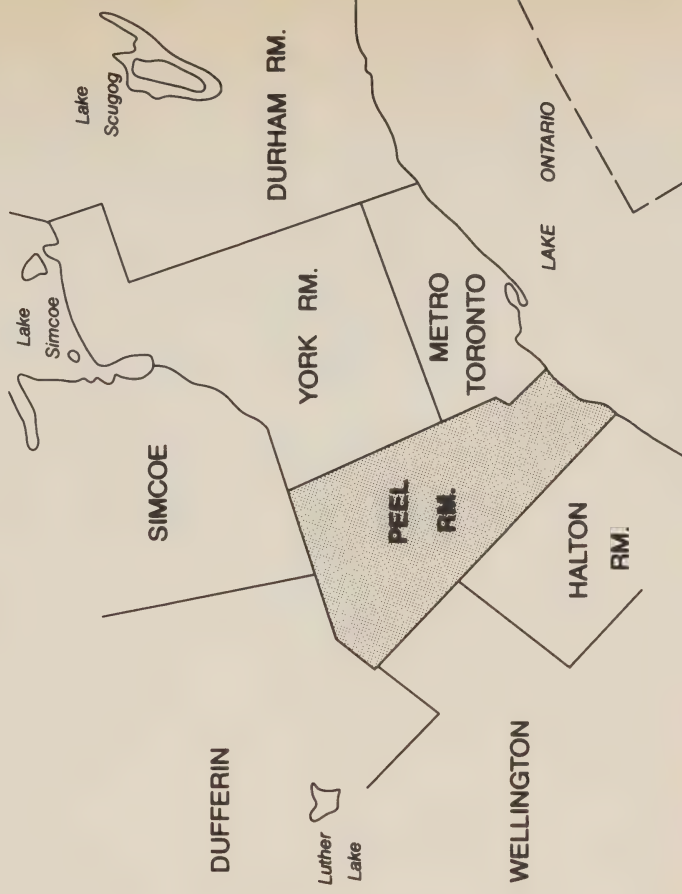 Lake
Scugog
DURHAM RM.
Lake
Simcoe
YORK RM.
METRO
TORONTO
LAKE ONTARIO
SIMCOE
PEEL
RM.
HALTON
RM.
DUFFERIN
Luther
Lake
WELLINGTON